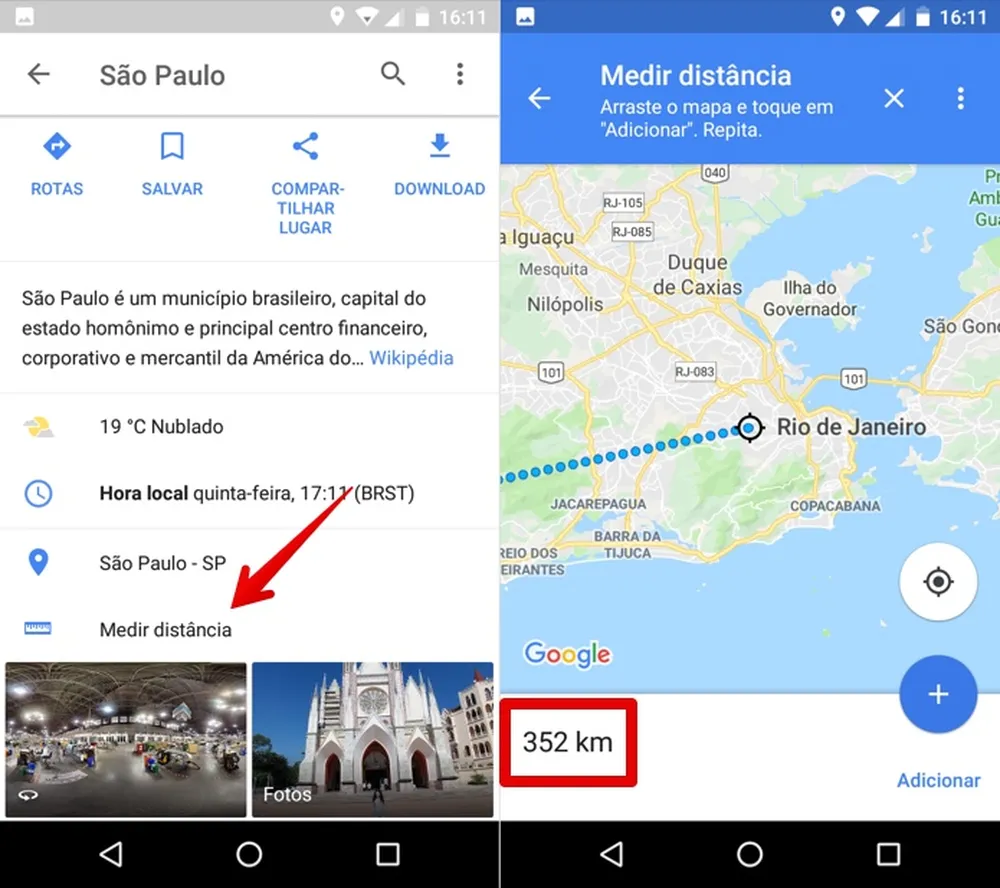 16:11
São Paulo
ROTAS
SALVAR
COMPAR-
TILHAR
LUGAR
DOWNLOAD
São Paulo é um município brasileiro, capital do
estado homônimo e principal centro financeiro,
corporativo e mercantil da América do... Wikipédia
19 °C Nublado
Hora local quinta-feira, 17:11 (BRST)
São Paulo - SP
Medir distância
Fotos
16:11
Medir distância
Arraste o mapa e toque em
"Adicionar". Repita.
040
RJ-105
RJ-085
a Iguaçu
Mesquita
Nilópolis
Duque
de Caxias
Ilha do
Governador
Pr
Amb
Gua
São Gonç
101
RJ-083
101
Rio de Janeiro
JACAREPAGUA
COPACABANA
BARRA DA
TIJUCA
REIO DOS
EIRANTES
Google
352 km
Adicionar